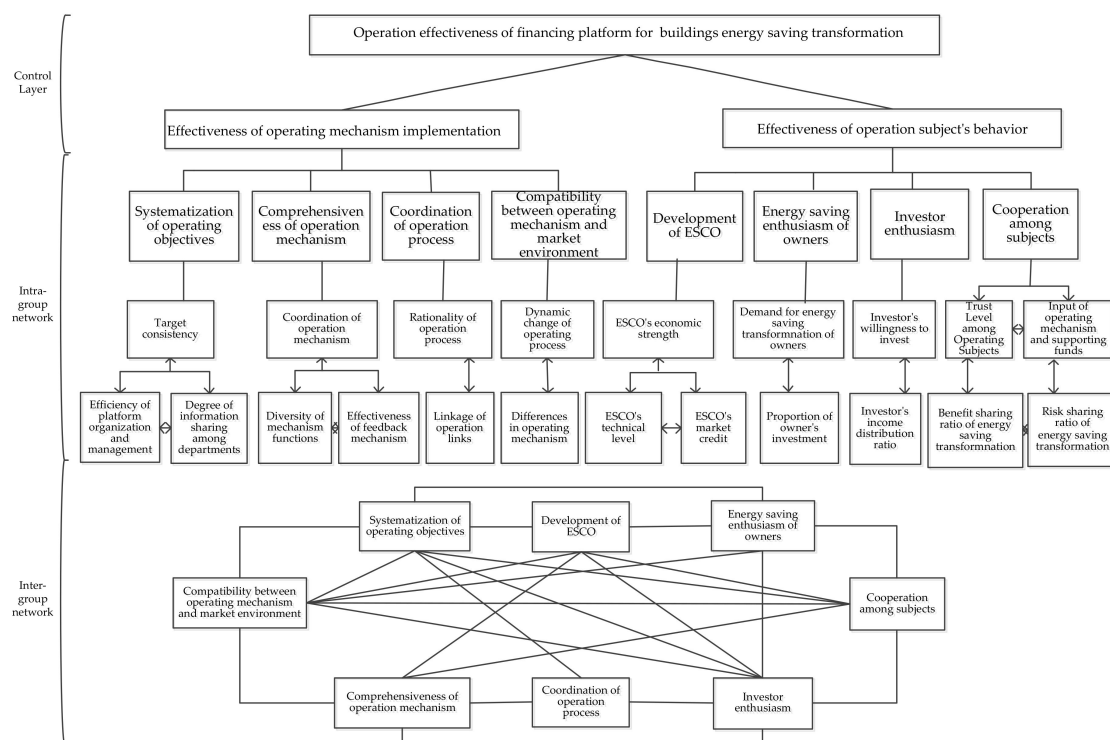 Operation effectiveness of financing platform for buildings energy saving transformation
Control
Layer
Effectiveness of operating mechanism implementation
Effectiveness of operation subject's behavior
Systematization
of operating
objectives
Comprehensiven
ess of operation
mechanism
Coordination
of operation
process
Compatibility
between operating
mechanism and
market
environment
Development
of ESCO
Energy saving
enthusiasm of
owners
Investor
enthusiasm
Cooperation
among
subjects
Intra-
group
network
Target
consistency
Coordination of
operation
mechanism
Rationality of
operation
process
Dynamic
change of
operating
process
ESCO's economic
strength
Demand for energy
saving
transformnation of
owners
Investor's
willingness to
invest
Trust
Level
among
Operating
Subjects
Input of
operating
mechanism
and supporting
funds
Efficiency of
platform
organization
and
management
Degree of
information
sharing
among
departments
Diversity of
mechanism
functions
Effectiveness
of feedback
mechanism
Linkage of
operation
links
Differences
in operating
mechanism
ESCO's
technical
level
ESCO's
market
credit
Proportion of
owner's
investment
Investor's
income
distribution
ratio
Benefit sharing
ratio of energy
saving
transformnation
Risk sharing
ratio of
energy saving
transformation
Inter-
group
network
Systematization of
operating objectives
Development of
ESCO
Energy saving
enthusiasm of
owners
Compatibility between
operating mechanism
and market environment
Cooperation
among subjects
Comprehensiveness of
operation mechanism
Coordination of
operation
process
Investor
enthusiasm